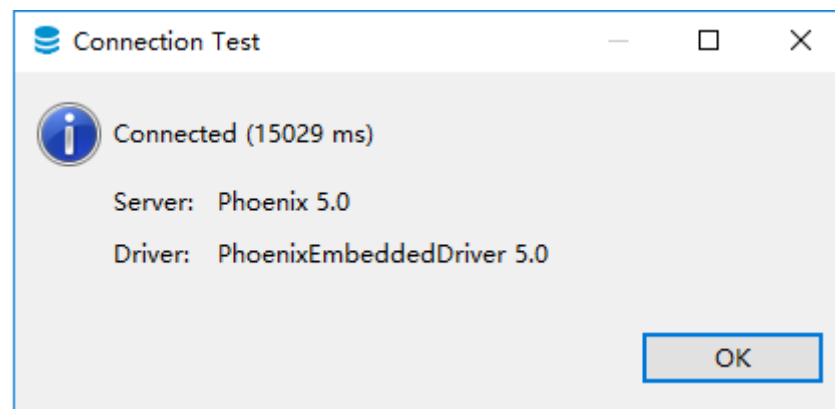 Connection Test
Connected (15029 ms)
Server: Phoenix 5.0
Driver: PhoenixEmbeddedDriver 5.0
OK